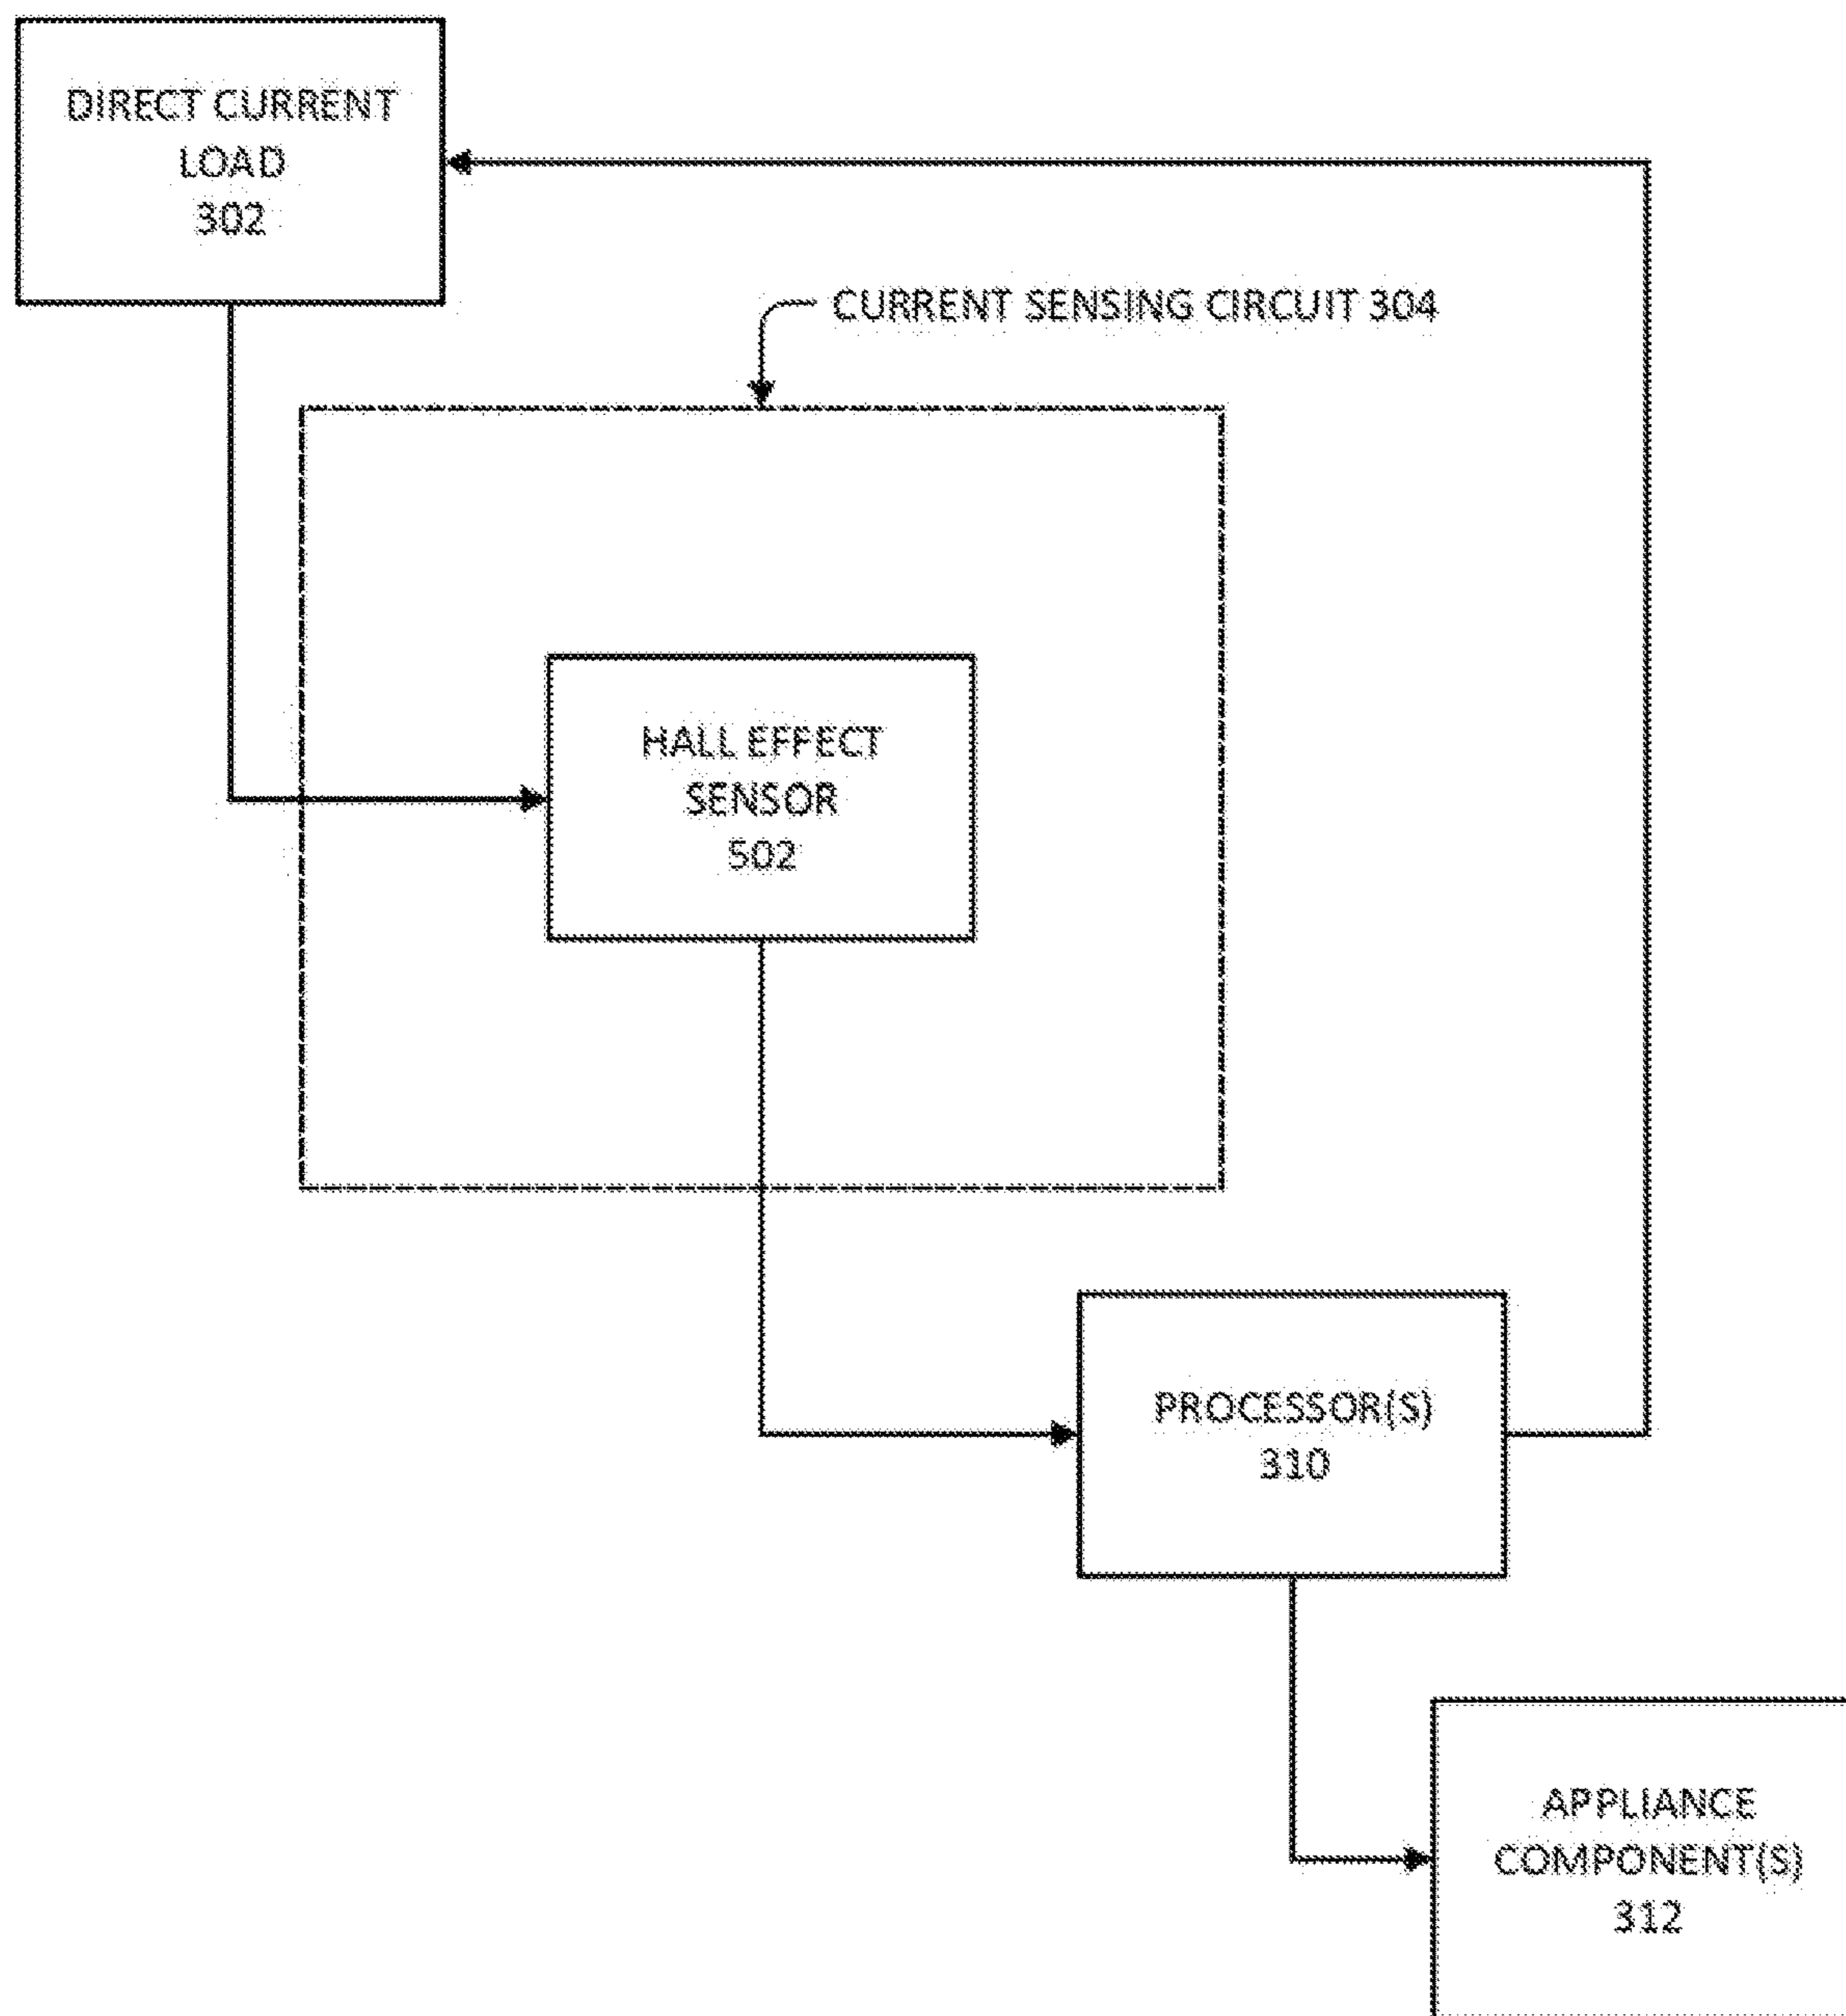 DIRECT CURRENT
LOAD
302
CURRENT SENSING CIRCUIT 304
HALL EFFECT
SENSOR
502
PROCESSOR(S)
310
APPLIANCE
COMPONENT(S)
312